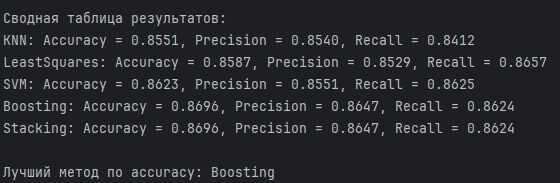 Сводная таблица результатов:
KNN: Accuracy = 0.8551, Precision = 0.8540, Recall = 0.8412
LeastSquares: Accuracy = 0.8587, Precision = 0.8529, Recall = 0.8657
SVM: Accuracy = 0.8623, Precision = 0.8551, Recall = 0.8625
Boosting: Accuracy = 0.8696, Precision = 0.8647, Recall = 0.8624
Stacking: Accuracy = 0.8696, Precision = 0.8647, Recall = 0.8624
Лучший метод по accuracy: Boosting